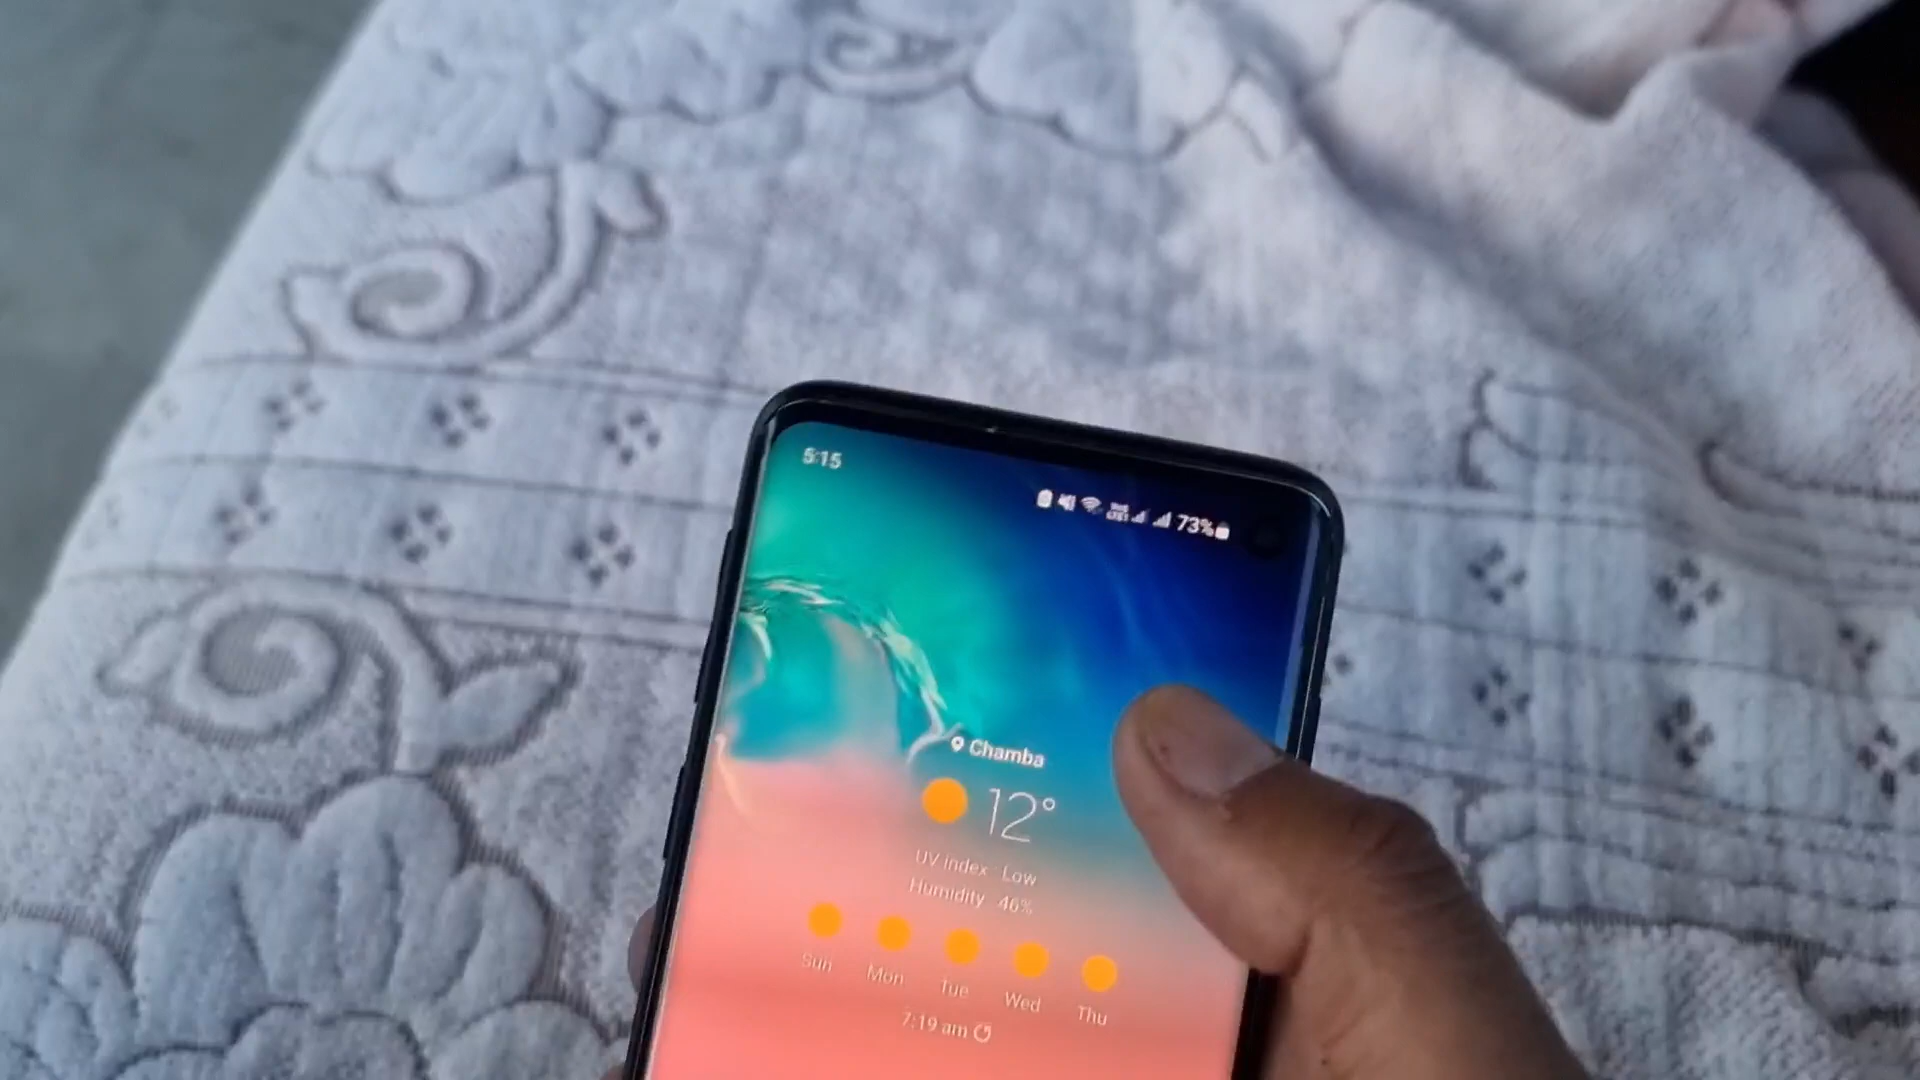 5:15
73%
Chamba
12°
UV index Low
Humidity 46%
Sun Mon Tue Wed Thu
7:19 am